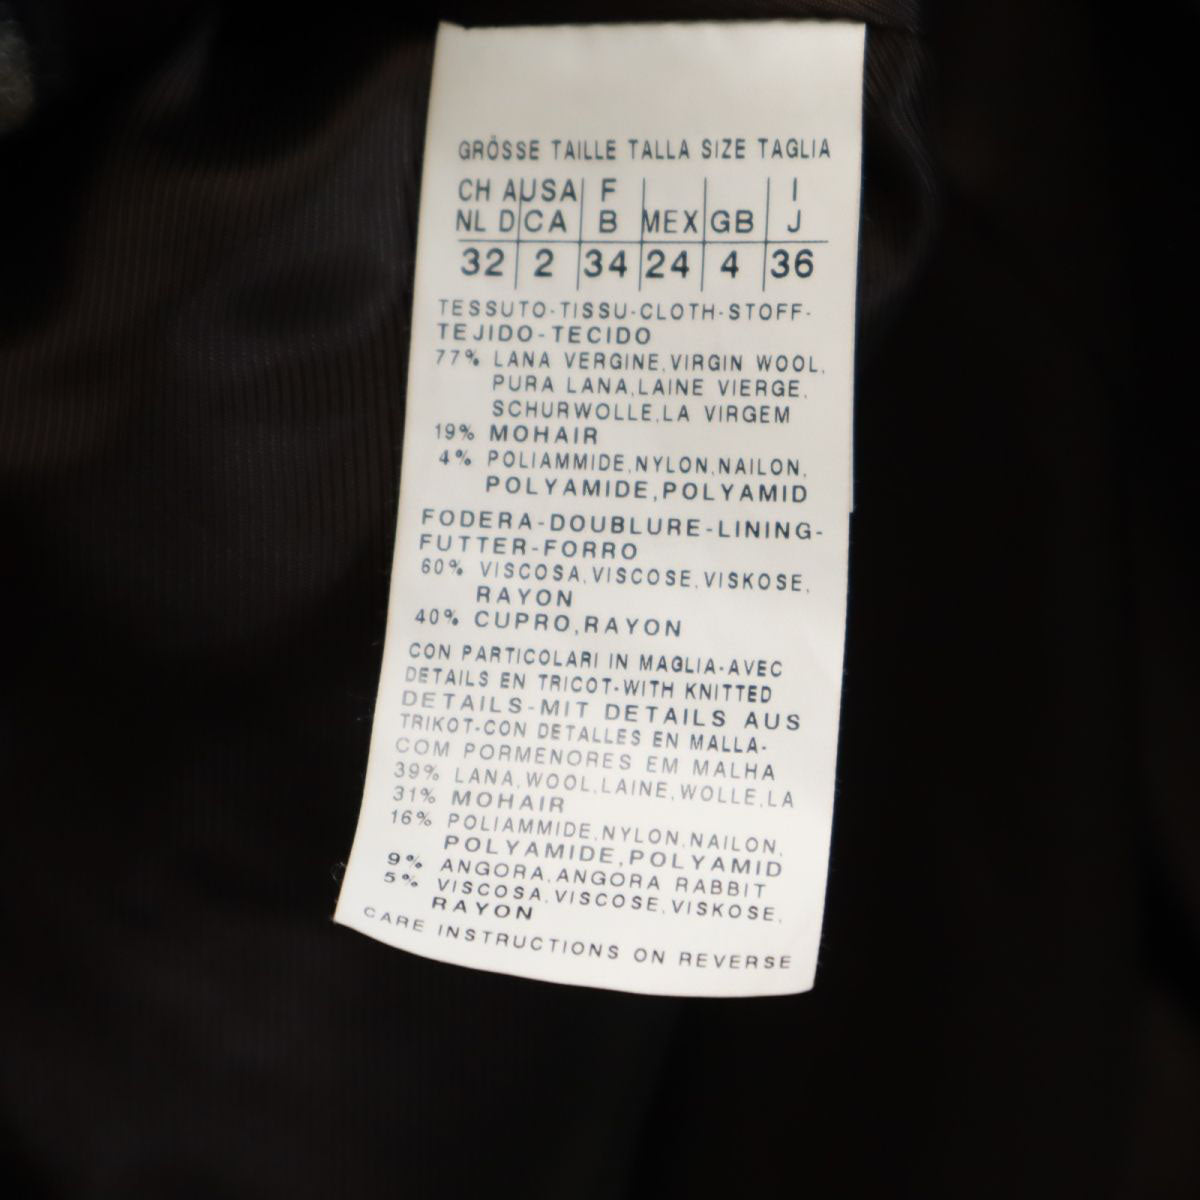 GRÖSSE TAILLE TALLA SIZE TAGLIA
CH A USA F I
NL D CA B MEX GB J
32 2 34 24 4 36
TESSUTO-TISSU-CLOTH-STOFF-
TEJIDO-TECIDO
77% LANA VERGINE,VIRGIN WOOL,
PURA LANA,LAINE VIERGE,
SCHURWOLLE,LA VIRGEM
19% MOHAIR
4% POLIAMMIDE,NYLON,NAILON,
POLYAMIDE,POLYAMID
FODERA-DOUBLURE-LINING-
FUTTER-FORRO
60% VISCOSA,VISCOSE,VISKOSE,
RAYON
40% CUPRO,RAYON
CON PARTICOLARI IN MAGLIA-AVEC
DETAILS EN TRICOT-WITH KNITTED
DETAILS-MIT DETAILS AUS
TRIKOT-CON DETALLES EN MALLA-
COM PORMENORES EM MALHA
39% LANA,WOOL,LAINE,WOLLE,LA
31% MOHAIR
16% POLIAMMIDE,NYLON,NAILON,
POLYAMIDE,POLYAMID
9% ANGORA,ANGORA RABBIT
5% VISCOSA,VISCOSE,VISKOSE,
RAYON
CARE INSTRUCTIONS ON REVERSE